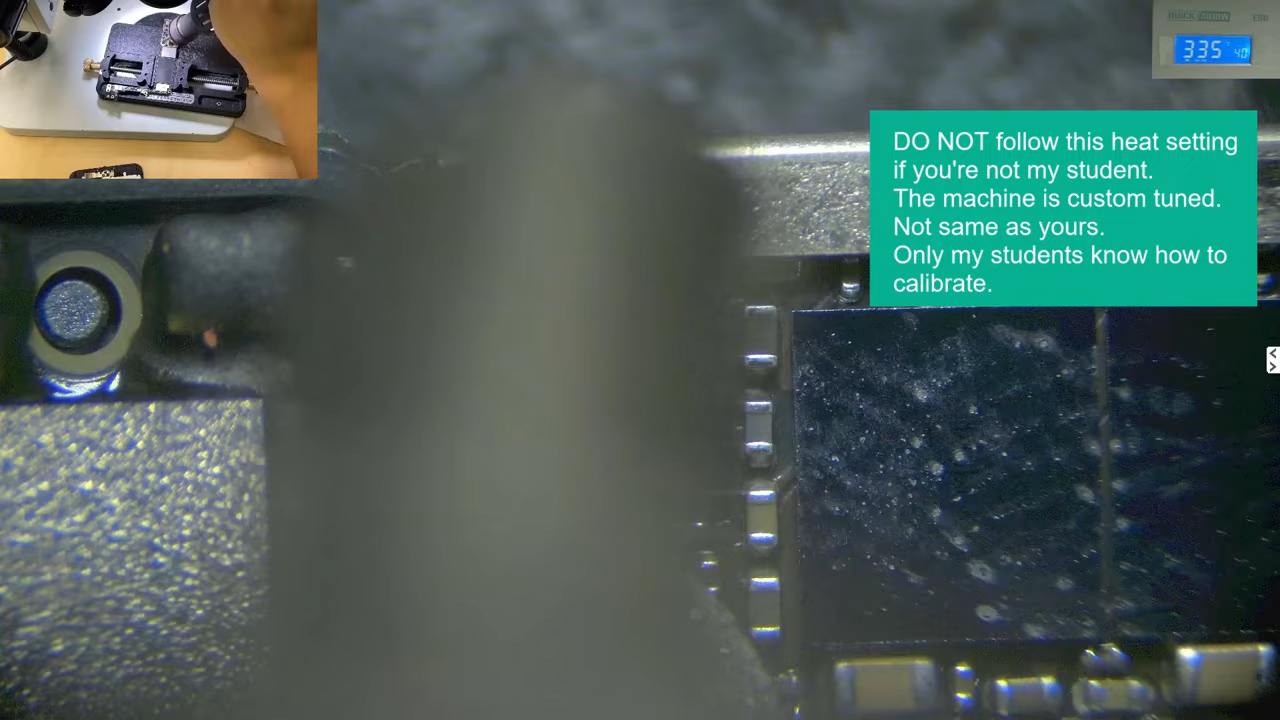 335
40
DO NOT follow this heat setting
if you're not my student.
The machine is custom tuned.
Not same as yours.
Only my students know how to
calibrate.